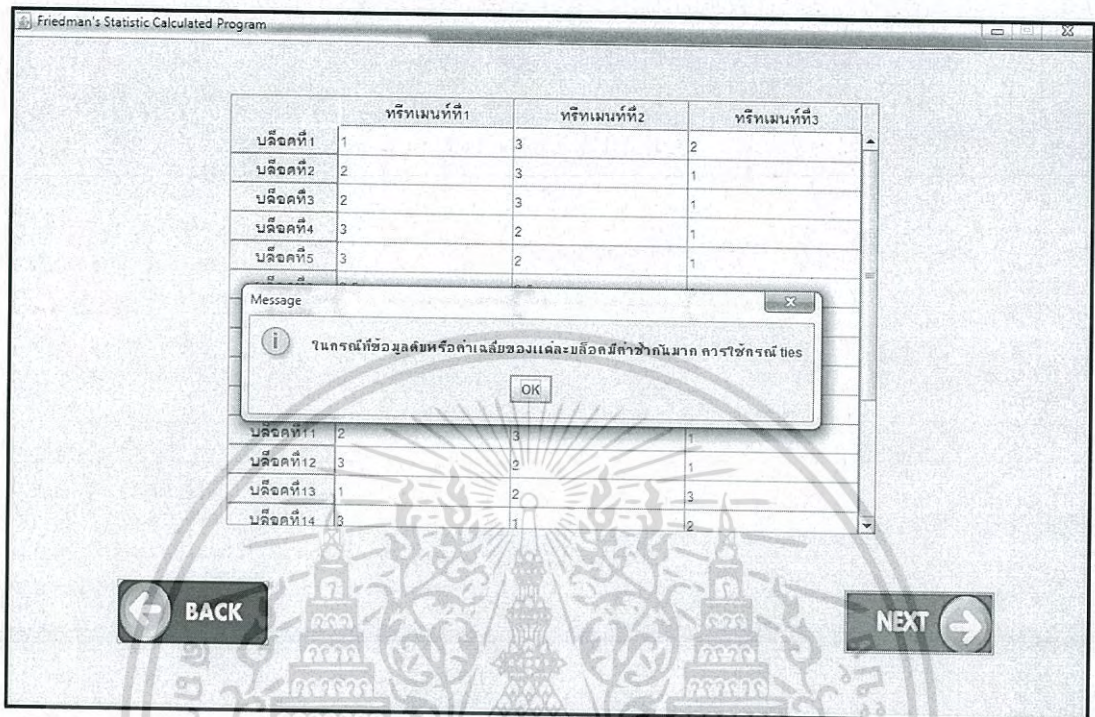 Friedman's Statistic Calculated Program
ทรีทเมนท์ที่1 ทรีทเมนท์ที่2 ทรีทเมนท์ที่3
บล็อคที่1 1 3 2
บล็อคที่2 2 3 1
บล็อคที่3 2 3 1
บล็อคที่4 3 2 1
บล็อคที่5 3 2 1
Message
ในกรณีที่ข้อมูลดิบหรือค่าเฉลี่ยของแต่ละบล็อคมีค่าซ้ำกันมาก ควรใช้กรณี ties
OK
บล็อคที่11 2 3 1
บล็อคที่12 3 2 1
บล็อคที่13 1 2 3
บล็อคที่14 3 1 2
BACK
NEXT